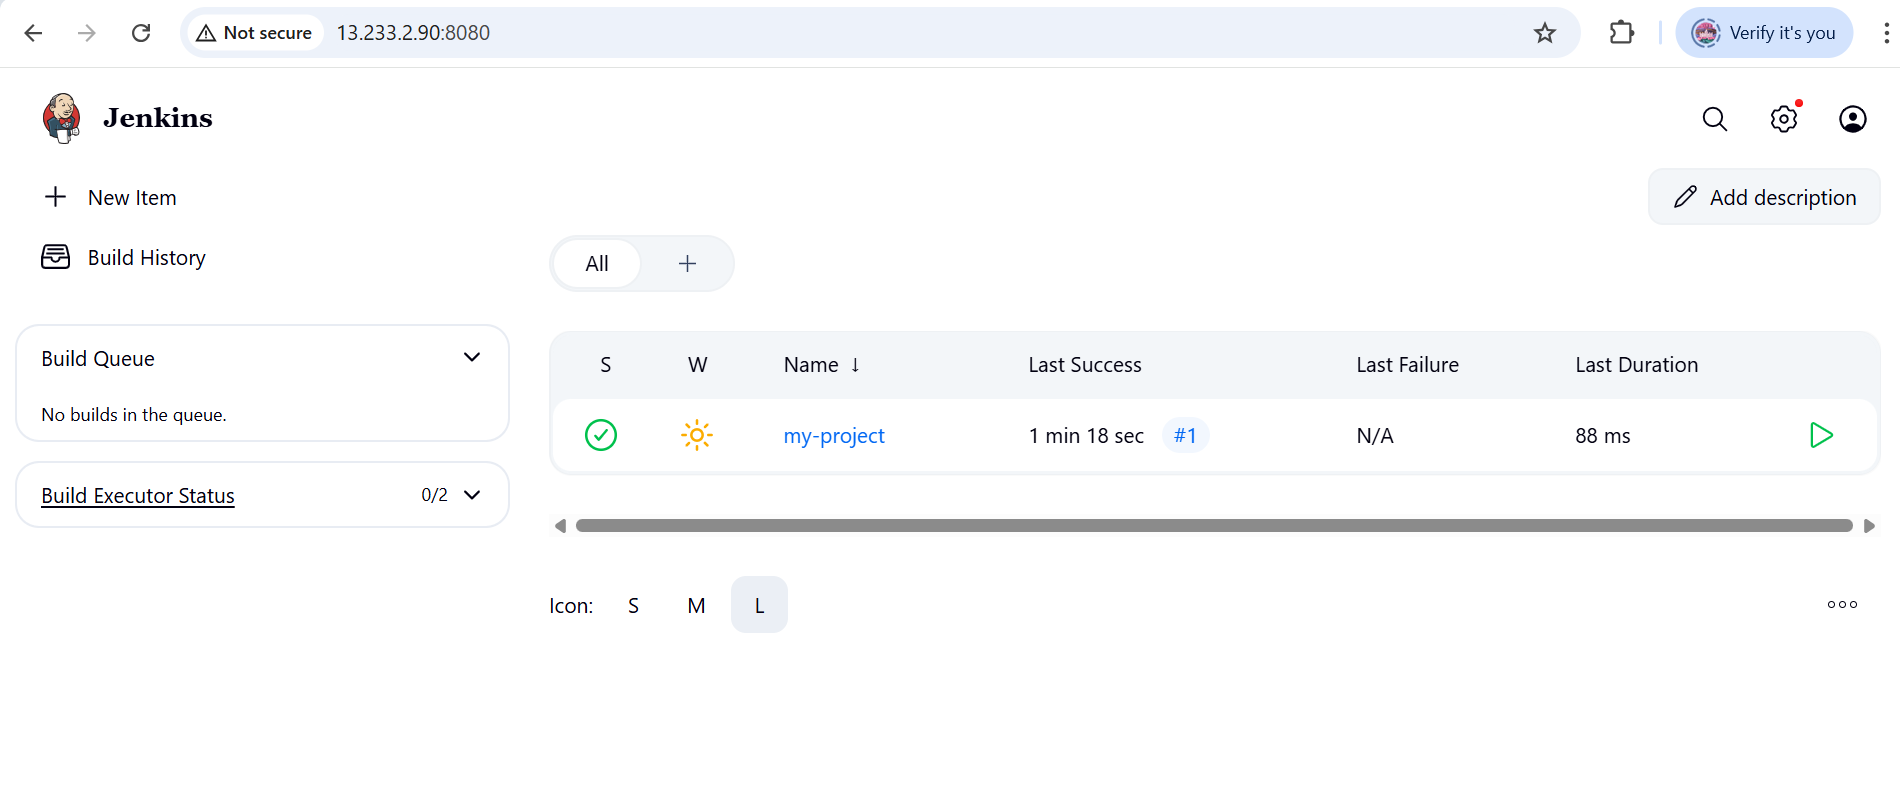 Not secure 13.233.2.90:8080 Verify it's you
Jenkins
New Item
Add description
Build History
All
Build Queue
No builds in the queue.
Build Executor Status 0/2
S W Name ↓ Last Success Last Failure Last Duration
my-project 1 min 18 sec #1 N/A 88 ms
Icon: S M L